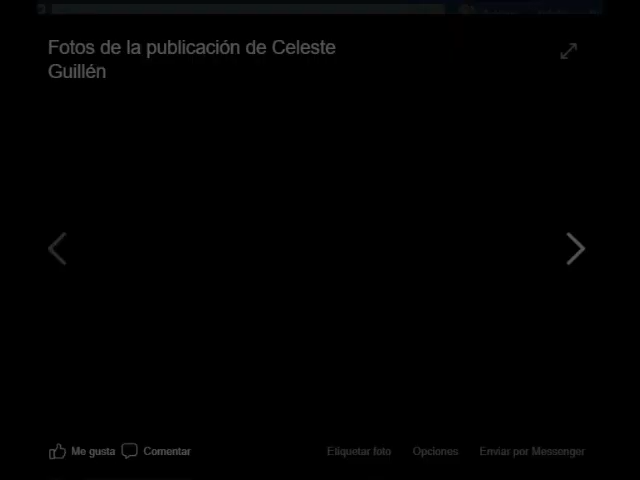 Fotos de la publicación de Celeste
Guillén
Me gusta Comentar Etiquetar foto Opciones Enviar por Messenger